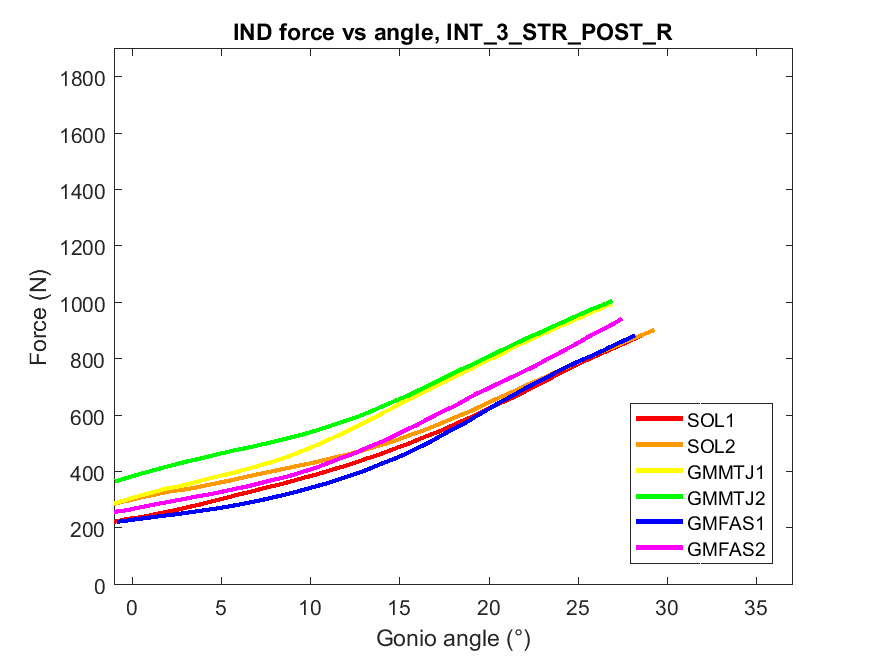 IND force vs angle, INT_3_STR_POST_R
1800
1600
1400
1200
1000
800
600
400
200
0
Force (N)
0 5 10 15 20 25 30 35
Gonio angle (°)
SOL1
SOL2
GMMTJ1
GMMTJ2
GMFAS1
GMFAS2